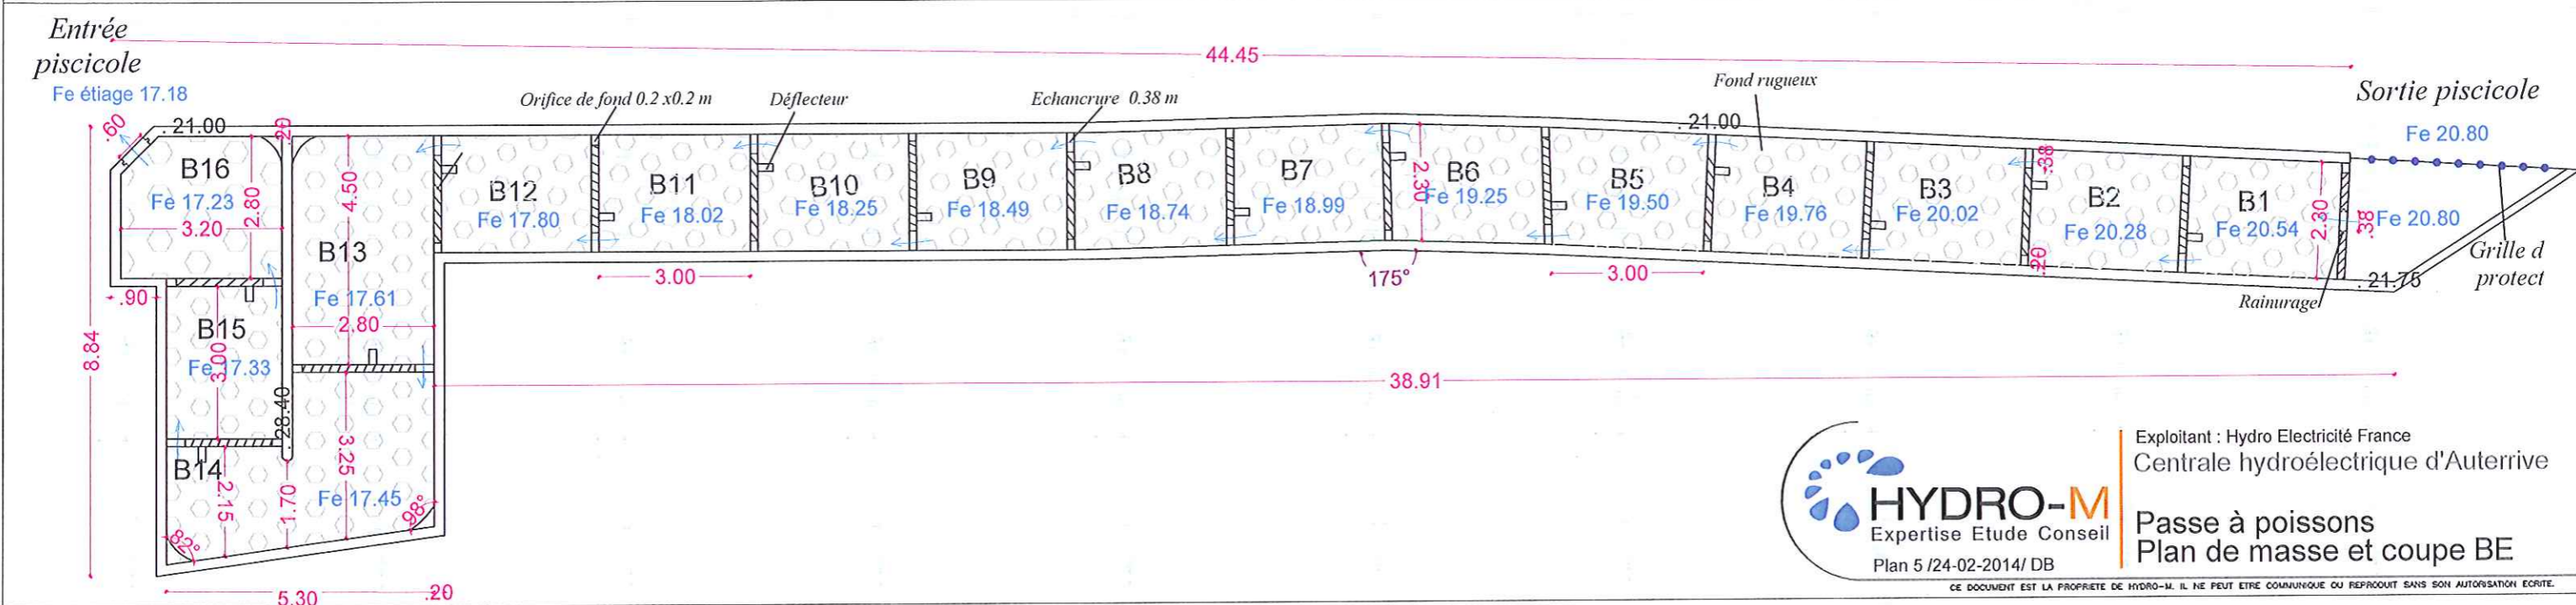 Entrée
piscicole
Fe étiage 17.18
44.45
Orifice de fond 0.2 x0.2 m
Déflecteur
Echancrure 0.38 m
Fond rugueux
Sortie piscicole
Fe 20.80
.60
. 21.00
.20
. 21.00
B16
Fe 17.23
3.20
2.80
4.50
B13
Fe 17.61
2.80
B12
Fe 17.80
B11
Fe 18.02
B10
Fe 18.25
B9
Fe 18.49
B8
Fe 18.74
B7
Fe 18.99
2.30
B6
Fe 19.25
B5
Fe 19.50
B4
Fe 19.76
B3
Fe 20.02
.38
B2
Fe 20.28
.20
B1
Fe 20.54
2.30
.38
Fe 20.80
Grille d
protect
. 21.75
Rainurage
3.00
175°
3.00
.90
8.84
B15
Fe 17.33
3.00
. 28.40
38.91
B14
2.15
1.70
3.25
Fe 17.45
98°
82°
5.30
.20
HYDRO-M
Expertise Etude Conseil
Plan 5 /24-02-2014/ DB
Exploitant : Hydro Electricité France
Centrale hydroélectrique d'Auterrive
Passe à poissons
Plan de masse et coupe BE
CE DOCUMENT EST LA PROPRIETE DE HYDRO-M. IL NE PEUT ETRE COMMUNIQUE OU REPRODUIT SANS SON AUTORISATION ECRITE.